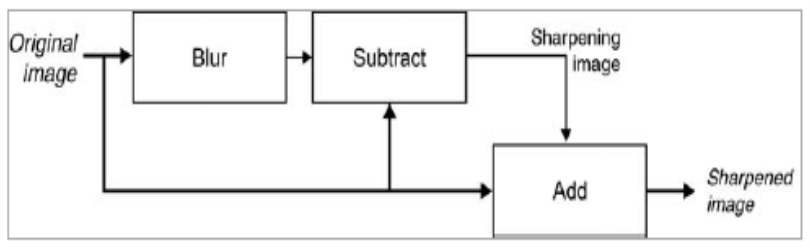 Original
image
Blur
Subtract
Sharpening
image
Add
Sharpened
image